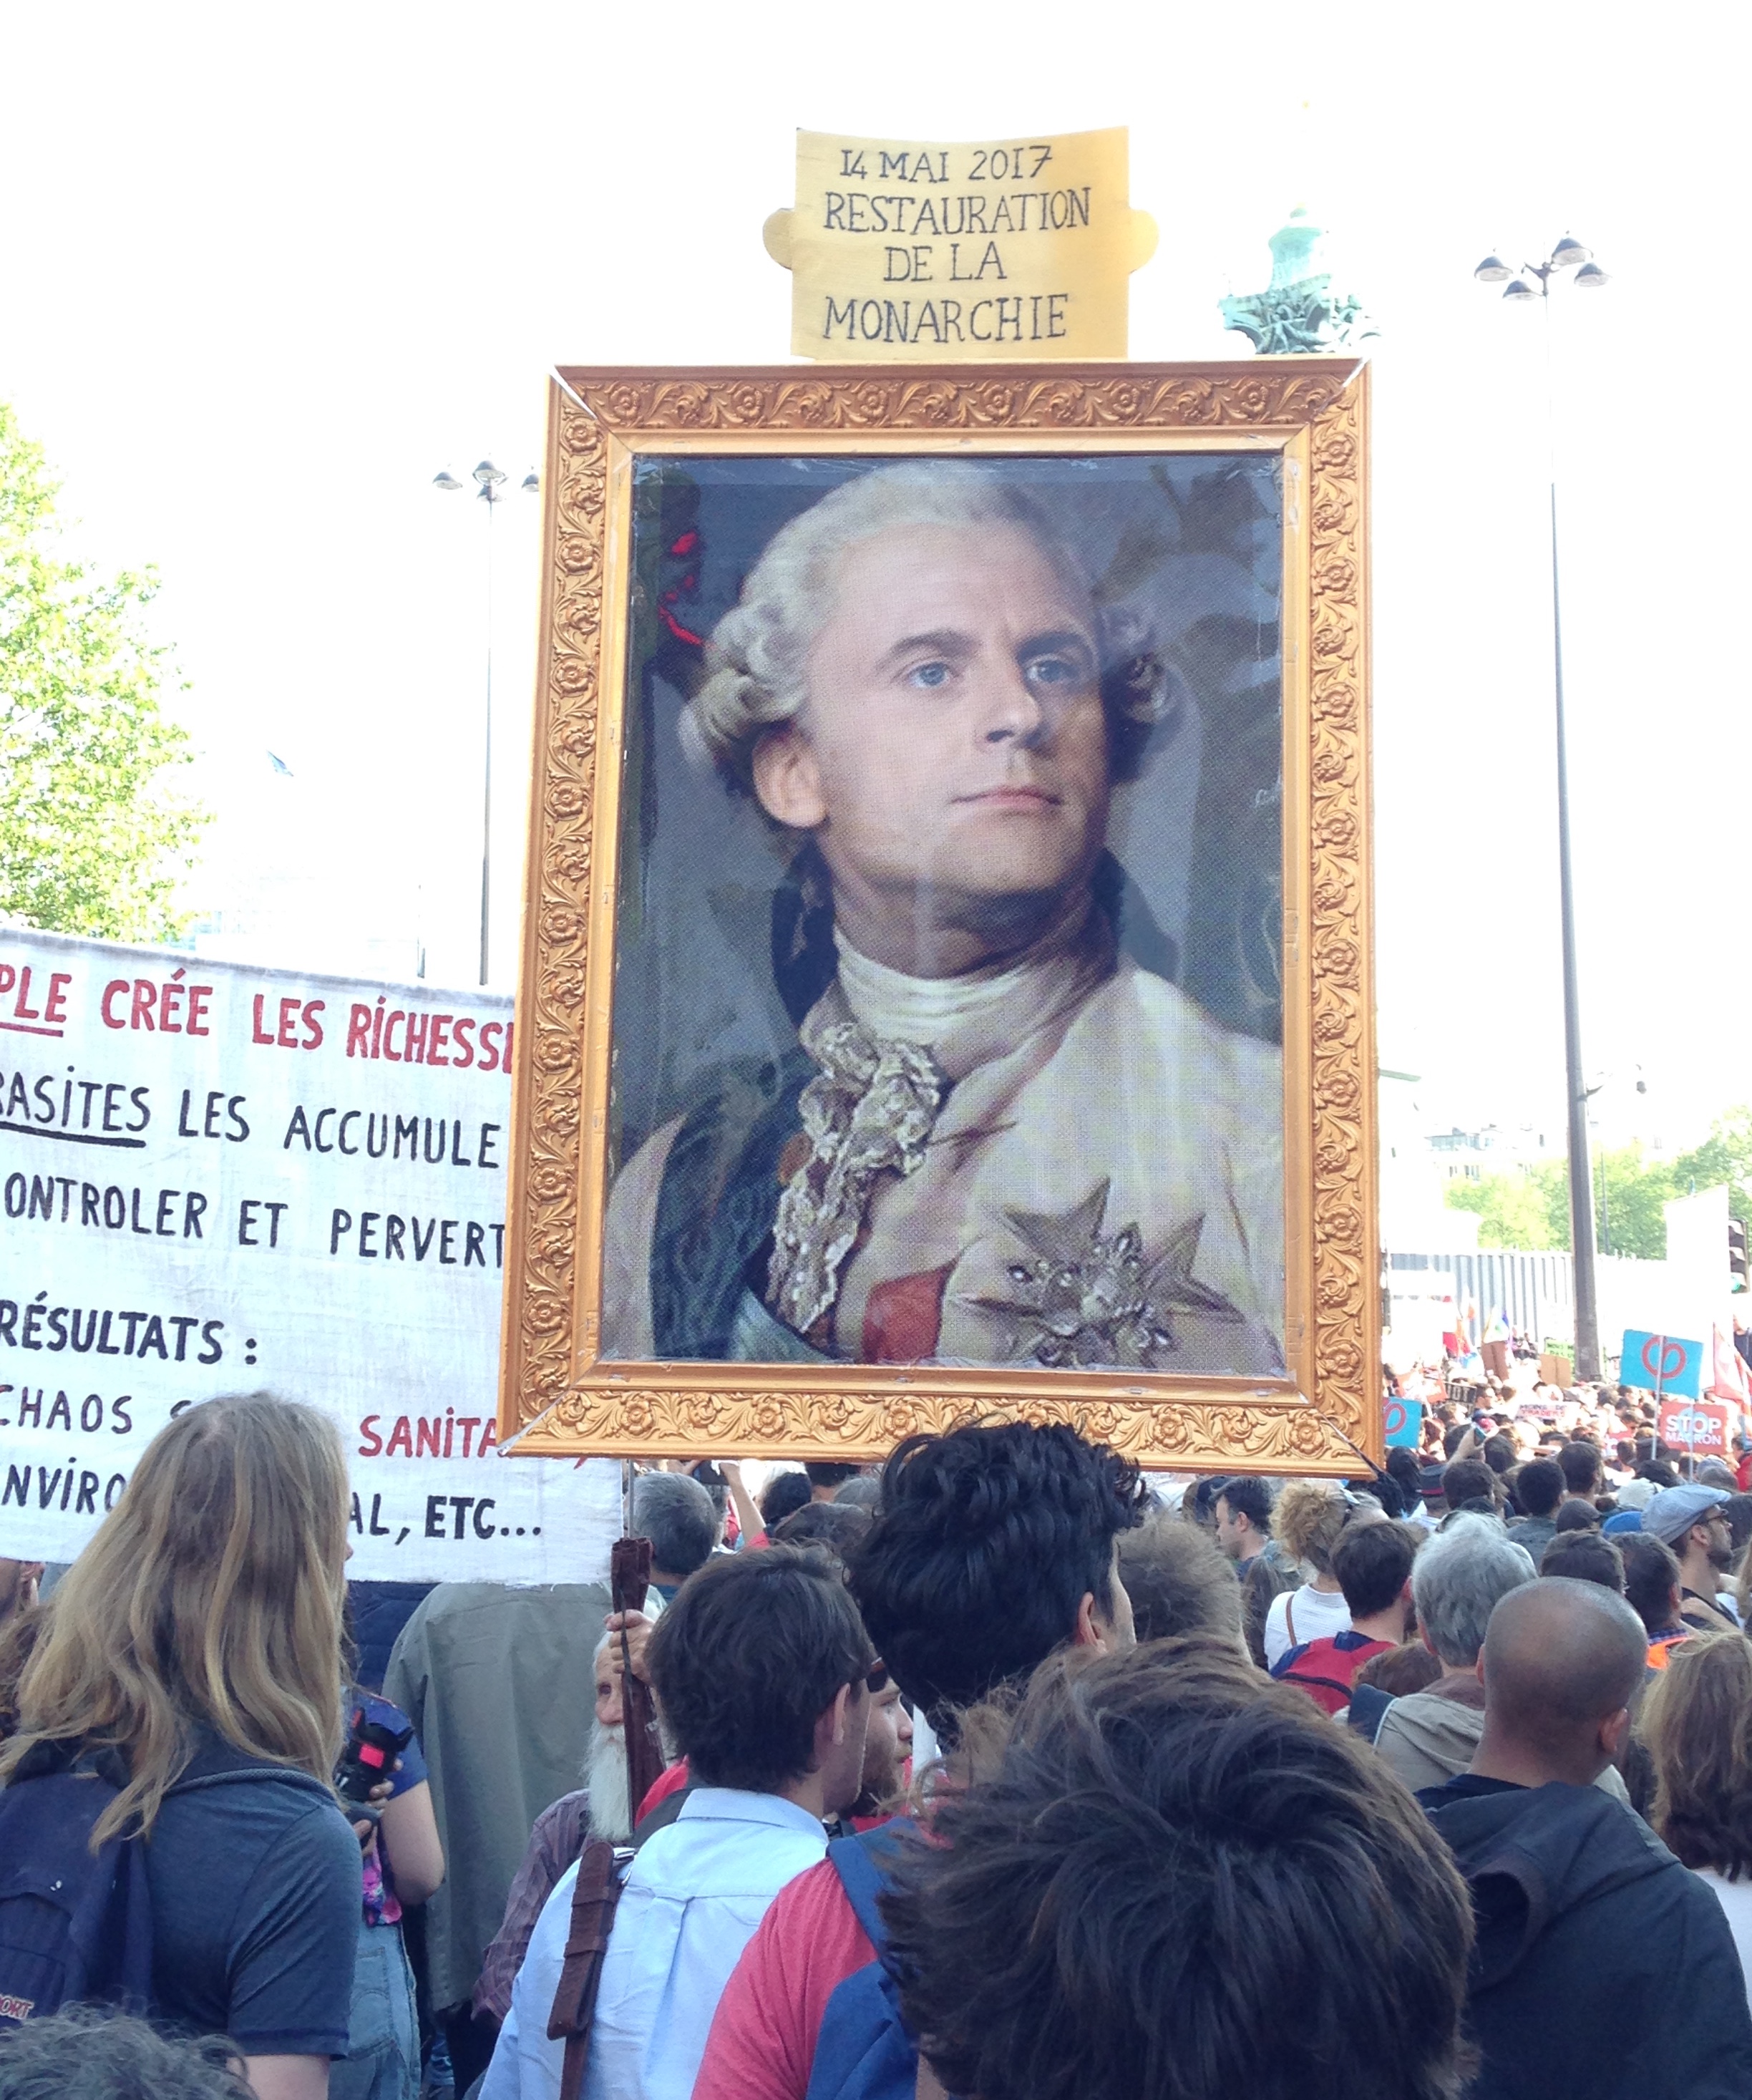 14 MAI 2017
RESTAURATION
DE LA
MONARCHIE
PLE CRÉE LES RICHESSE
RASITES LES ACCUMULE
ONTROLER ET PERVERT
RÉSULTATS :
CHAOS S SANITA
NVIRO AL, ETC...
STOP
MACRON